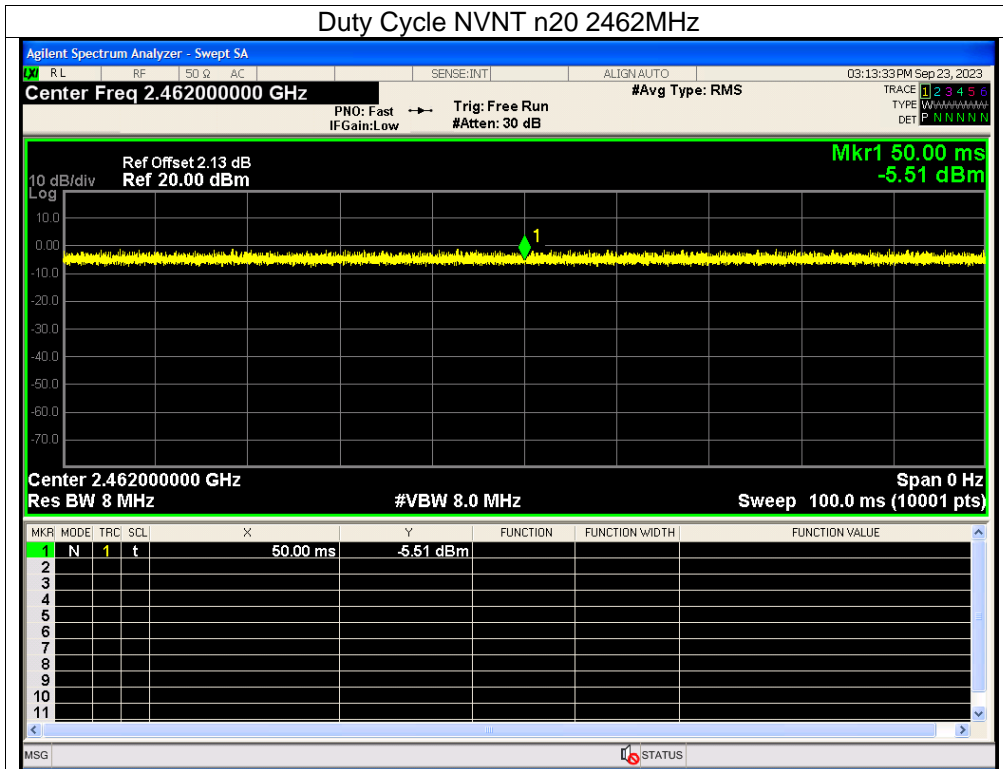 Duty Cycle NVNT n20 2462MHz
Agilent Spectrum Analyzer - Swept SA
LXI RL RF 50 Ω AC SENSE:INT ALIGN AUTO 03:13:33 PM Sep 23, 2023
Center Freq 2.462000000 GHz #Avg Type: RMS TRACE 1 2 3 4 5 6
PNO: Fast Trig: Free Run TYPE
IFGain:Low #Atten: 30 dB DET P N N N N N
Mkr1 50.00 ms
-5.51 dBm
Ref Offset 2.13 dB
10 dB/div Ref 20.00 dBm
Log
10.0
0.00
-10.0
-20.0
-30.0
-40.0
-50.0
-60.0
-70.0
1
Center 2.462000000 GHz Span 0 Hz
Res BW 8 MHz #VBW 8.0 MHz Sweep 100.0 ms (10001 pts)
MKR MODE TRC SCL X Y FUNCTION FUNCTION WIDTH FUNCTION VALUE
1 N 1 t 50.00 ms -5.51 dBm
2
3
4
5
6
7
8
9
10
11
MSG STATUS